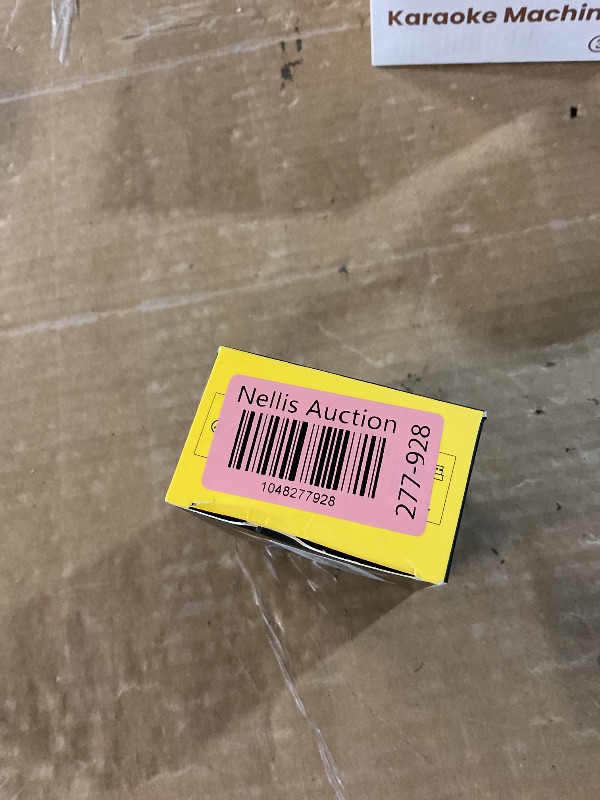 Karaoke Machin
Nellis Auction
1048277928
277-928